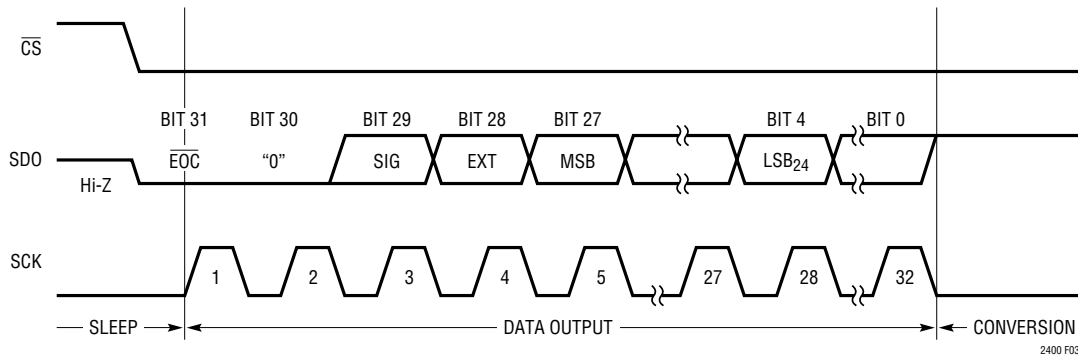 CS
BIT 31 BIT 30 BIT 29 BIT 28 BIT 27 BIT 4 BIT 0
SDO EOC “0” SIG EXT MSB LSB24
Hi-Z
SCK
1 2 3 4 5 27 28 32
SLEEP DATA OUTPUT CONVERSION
2400 F03